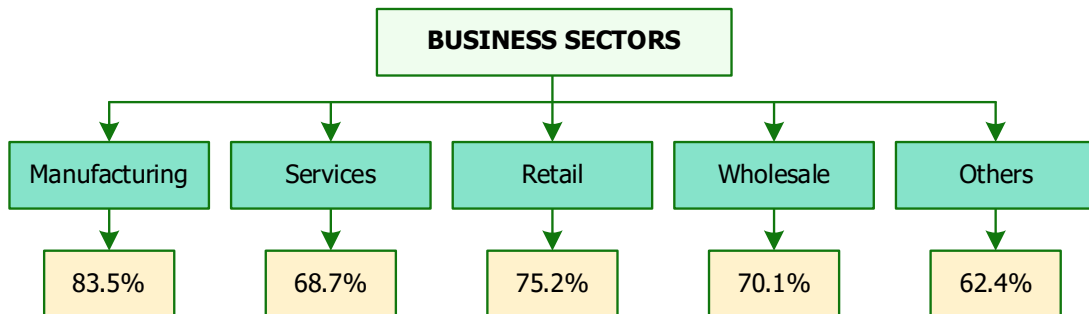 BUSINESS SECTORS
Manufacturing
Services
Retail
Wholesale
Others
83.5%
68.7%
75.2%
70.1%
62.4%